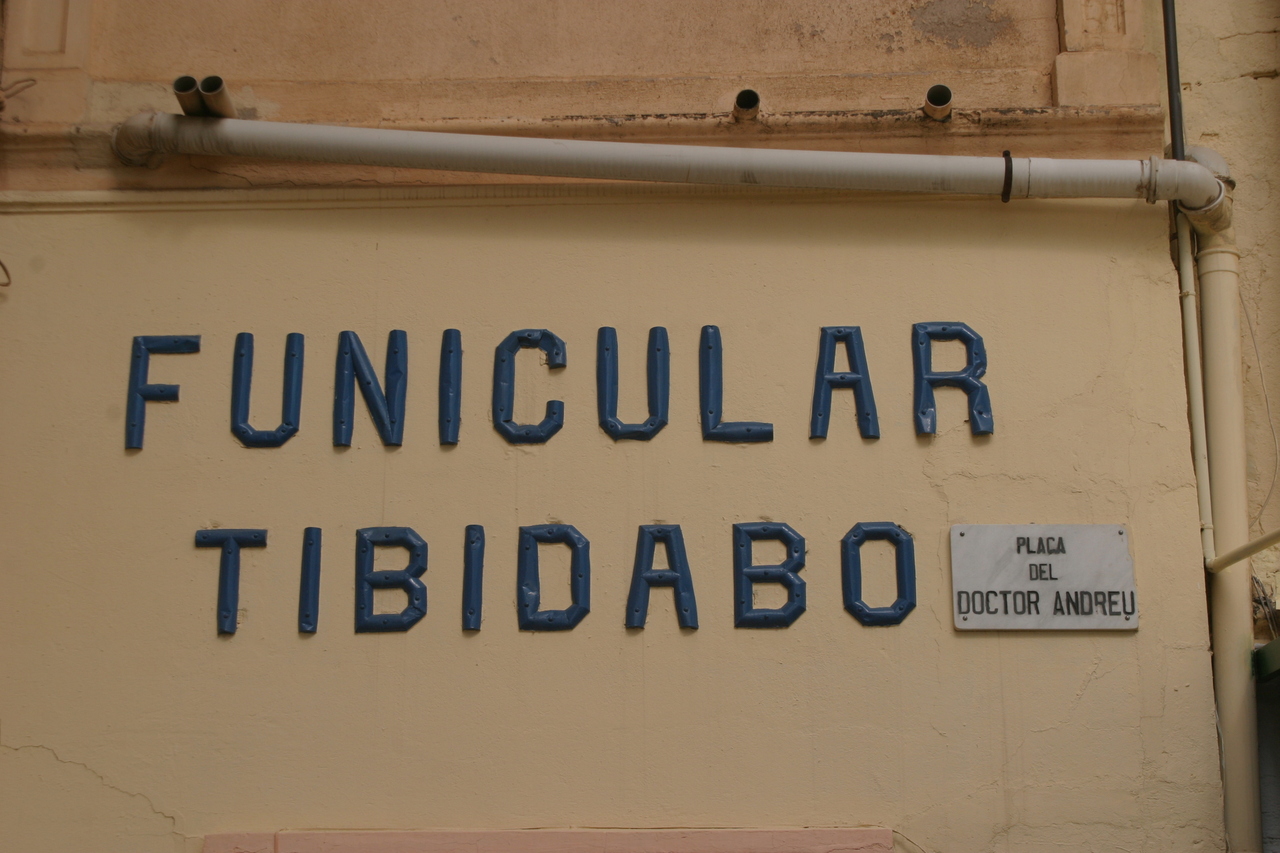 FUNICULAR
TIBIDABO
PLAÇA
DEL
DOCTOR ANDREU